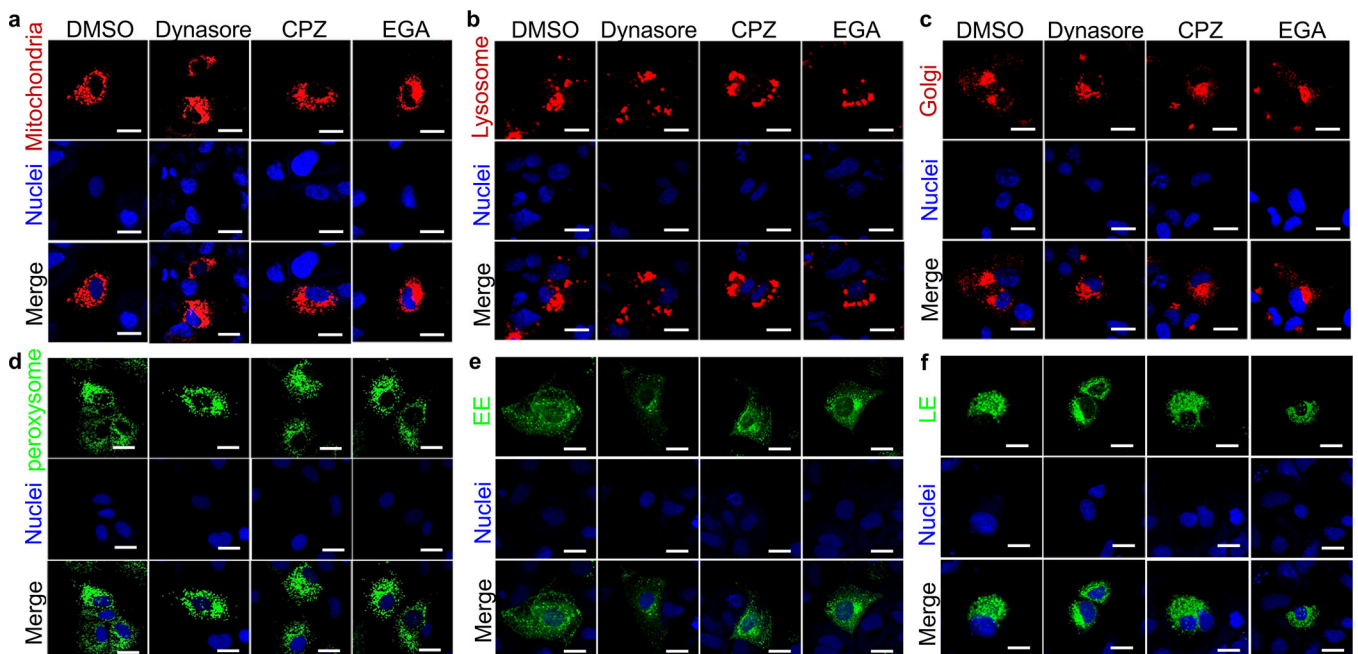 a
DMSO Dynasore CPZ EGA
Mitochondria
Nuclei
Merge
b
DMSO Dynasore CPZ EGA
Lysosome
Nuclei
Merge
c
DMSO Dynasore CPZ EGA
Golgi
Nuclei
Merge
d
peroxysome
Nuclei
Merge
e
EE
Nuclei
Merge
f
LE
Nuclei
Merge